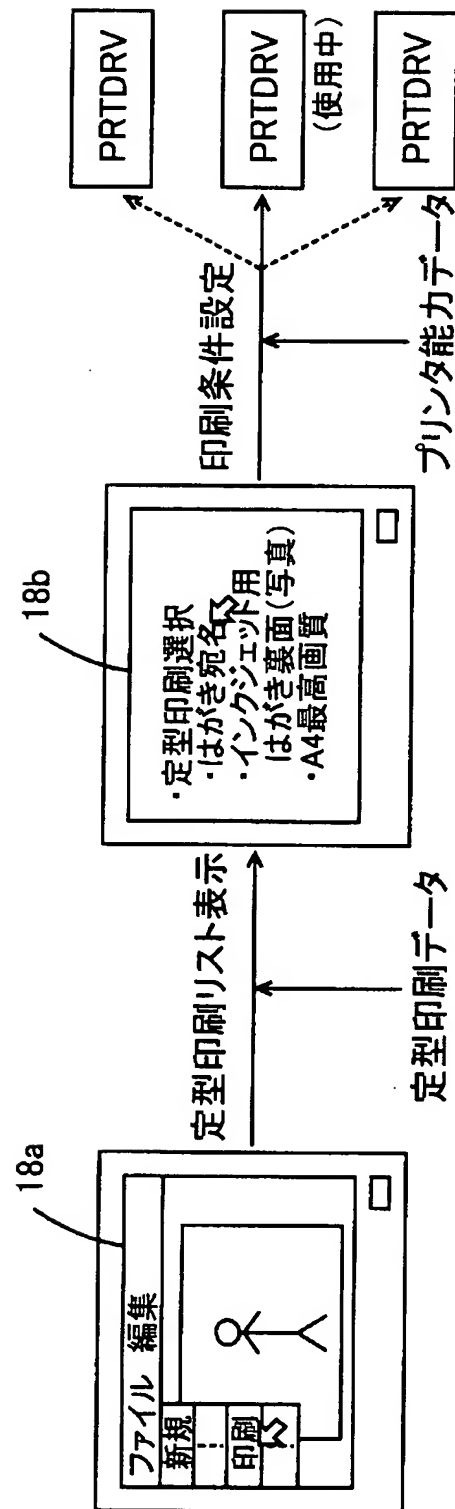 18a
ファイル 編集
新規
印刷
定型印刷リスト表示
定型印刷データ
18b
・定型印刷選択
・はがき宛名
・インクジェット用
はがき裏面(写真)
・A4最高画質
印刷条件設定
プリンタ能力データ
PRTDRV
PRTDRV
(使用中)
PRTDRV